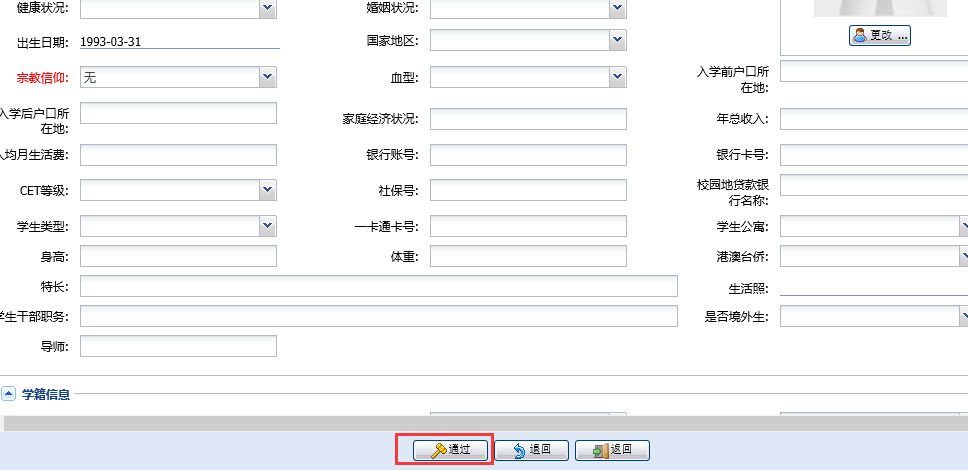 健康状况:
婚姻状况:
出生日期: 1993-03-31
国家地区:
更改 ...
宗教信仰: 无
血型:
入学前户口所
在地:
入学后户口所
在地:
家庭经济状况:
年总收入:
人均月生活费:
银行账号:
银行卡号:
CET等级:
社保号:
校园地贷款银
行名称:
学生类型:
一卡通卡号:
学生公寓:
身高:
体重:
港澳台侨:
特长:
生活照:
学生干部职务:
是否境外生:
导师:
学籍信息
通过 退回 返回